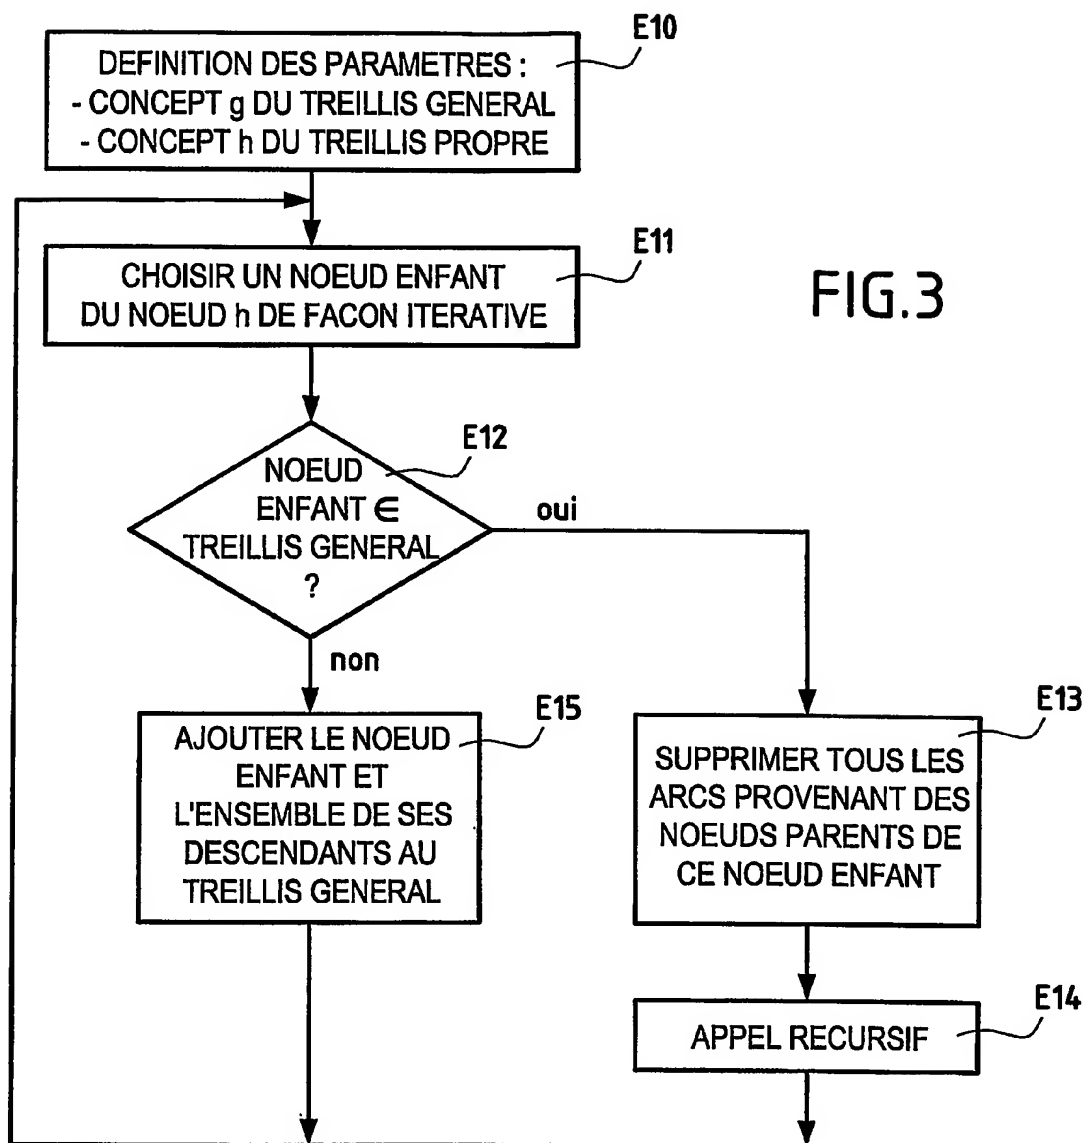 E10
DEFINITION DES PARAMETRES :
- CONCEPT g DU TREILLIS GENERAL
- CONCEPT h DU TREILLIS PROPRE
E11
CHOISIR UN NOEUD ENFANT
DU NOEUD h DE FACON ITERATIVE
FIG.3
E12
NOEUD
ENFANT ∈
TREILLIS GENERAL
?
oui
non
E15
AJOUTER LE NOEUD
ENFANT ET
L'ENSEMBLE DE SES
DESCENDANTS AU
TREILLIS GENERAL
E13
SUPPRIMER TOUS LES
ARCS PROVENANT DES
NOEUDS PARENTS DE
CE NOEUD ENFANT
E14
APPEL RECURSIF